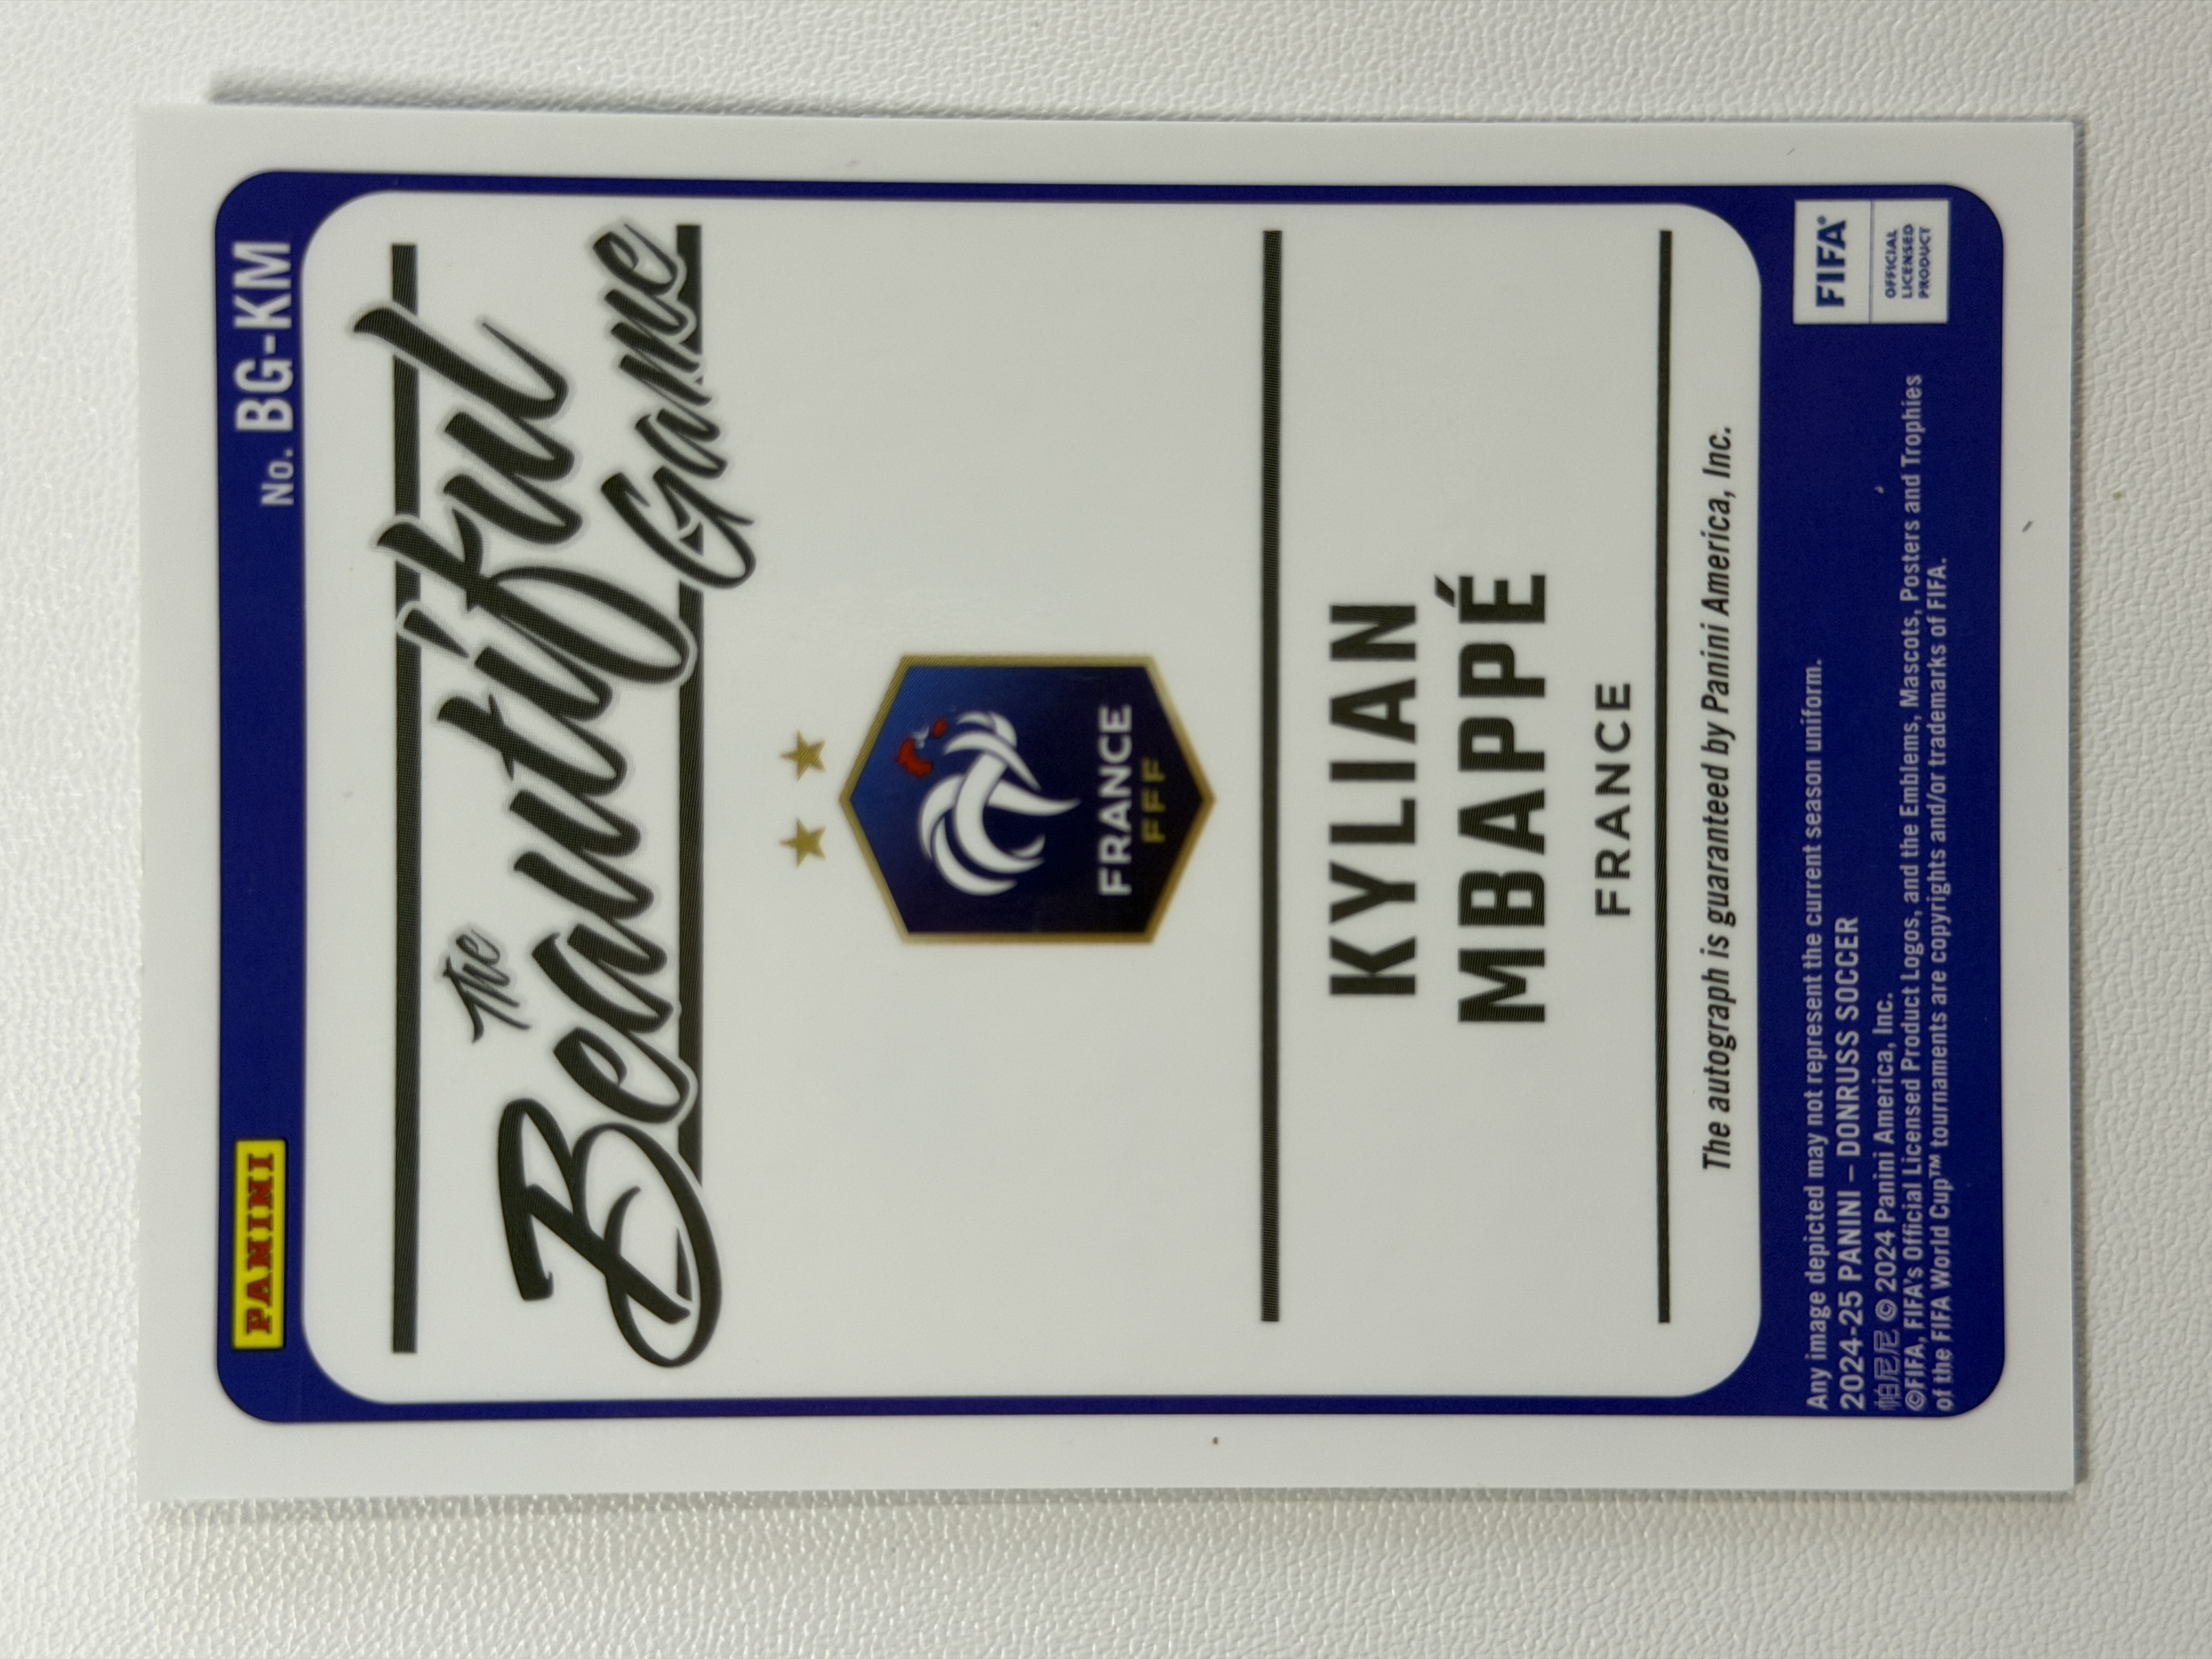 PANINI
No. BG-KM
The
Beautiful
Game
FRANCE
FFF
KYLIAN
MBAPPÉ
FRANCE
The autograph is guaranteed by Panini America, Inc.
Any image depicted may not represent the current season uniform.
2024-25 PANINI – DONRUSS SOCCER
帕尼尼 © 2024 Panini America, Inc.
©FIFA, FIFA's Official Licensed Product Logos, and the Emblems, Mascots, Posters and Trophies
of the FIFA World Cup™ tournaments are copyrights and/or trademarks of FIFA.
FIFA®
OFFICIAL
LICENSED
PRODUCT